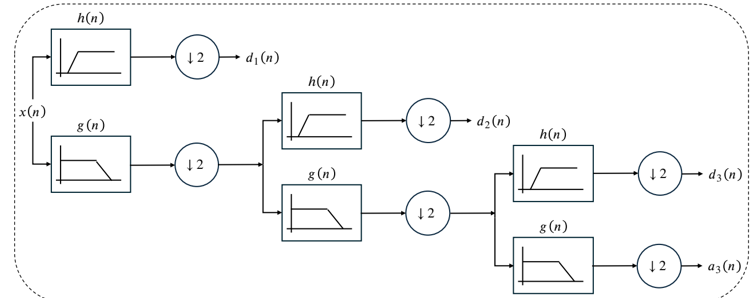 h(n)
↓2
d₁(n)
x(n)
g(n)
↓2
h(n)
↓2
d₂(n)
g(n)
↓2
h(n)
↓2
d₃(n)
g(n)
↓2
a₃(n)